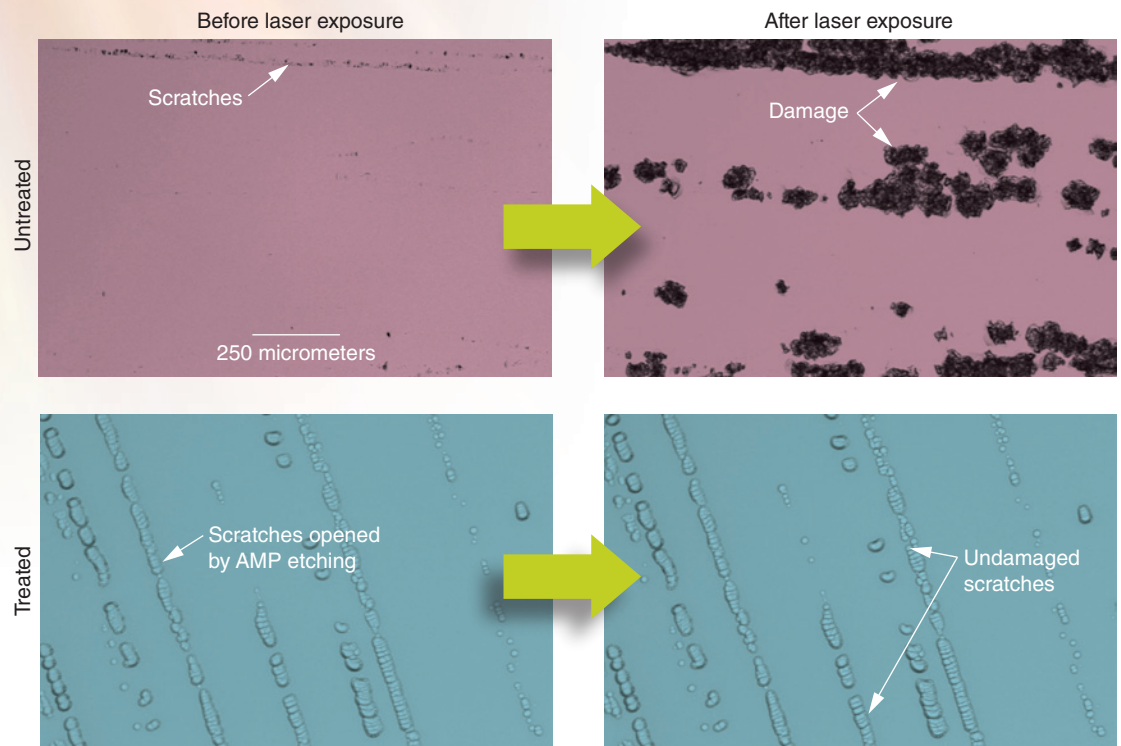 Before laser exposure
After laser exposure
Untreated
Scratches
Damage
250 micrometers
Treated
Scratches opened
by AMP etching
Undamaged
scratches